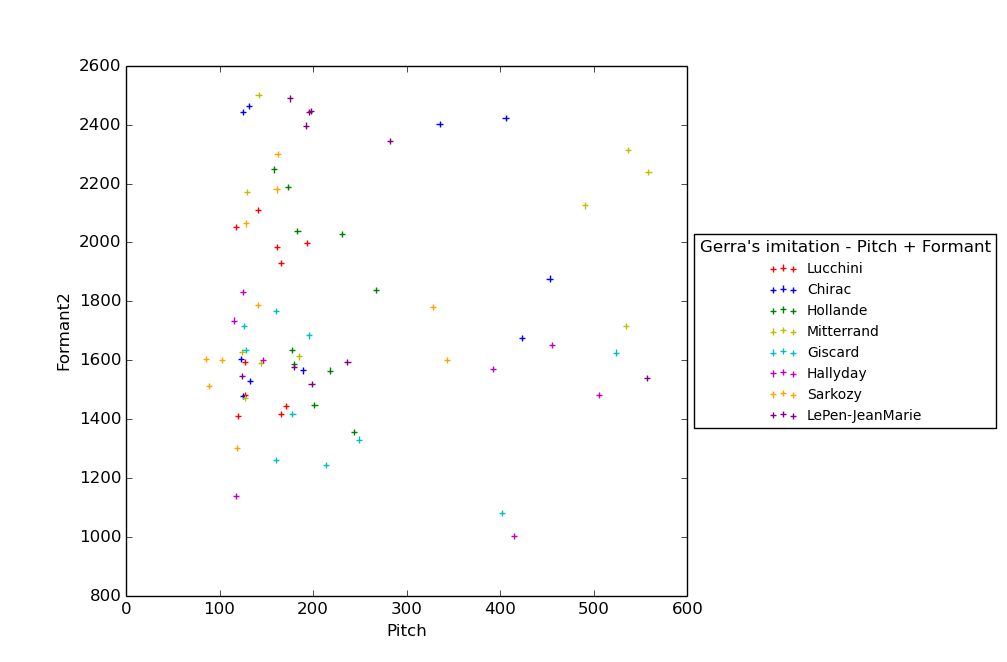 2600
2400
2200
2000
1800
1600
1400
1200
1000
800
0 100 200 300 400 500 600
Formant2
Pitch
Gerra's imitation - Pitch + Formant
Lucchini
Chirac
Hollande
Mitterrand
Giscard
Hallyday
Sarkozy
LePen-JeanMarie